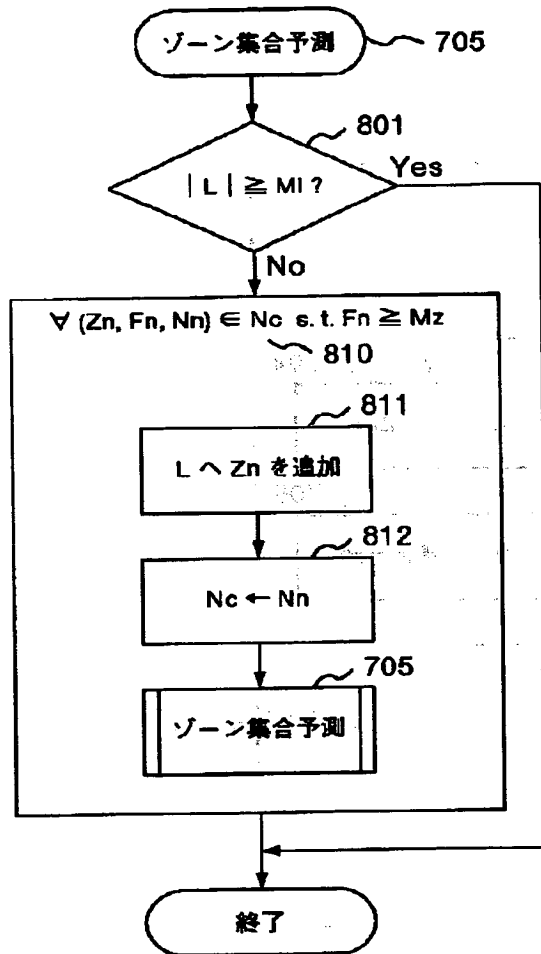 ゾーン集合予測
705
801
| L | ≧ Ml ?
Yes
No
∀ (Zn, Fn, Nn) ∈ Nc s. t. Fn ≧ Mz
810
811
L へ Zn を追加
812
Nc ← Nn
705
ゾーン集合予測
終了